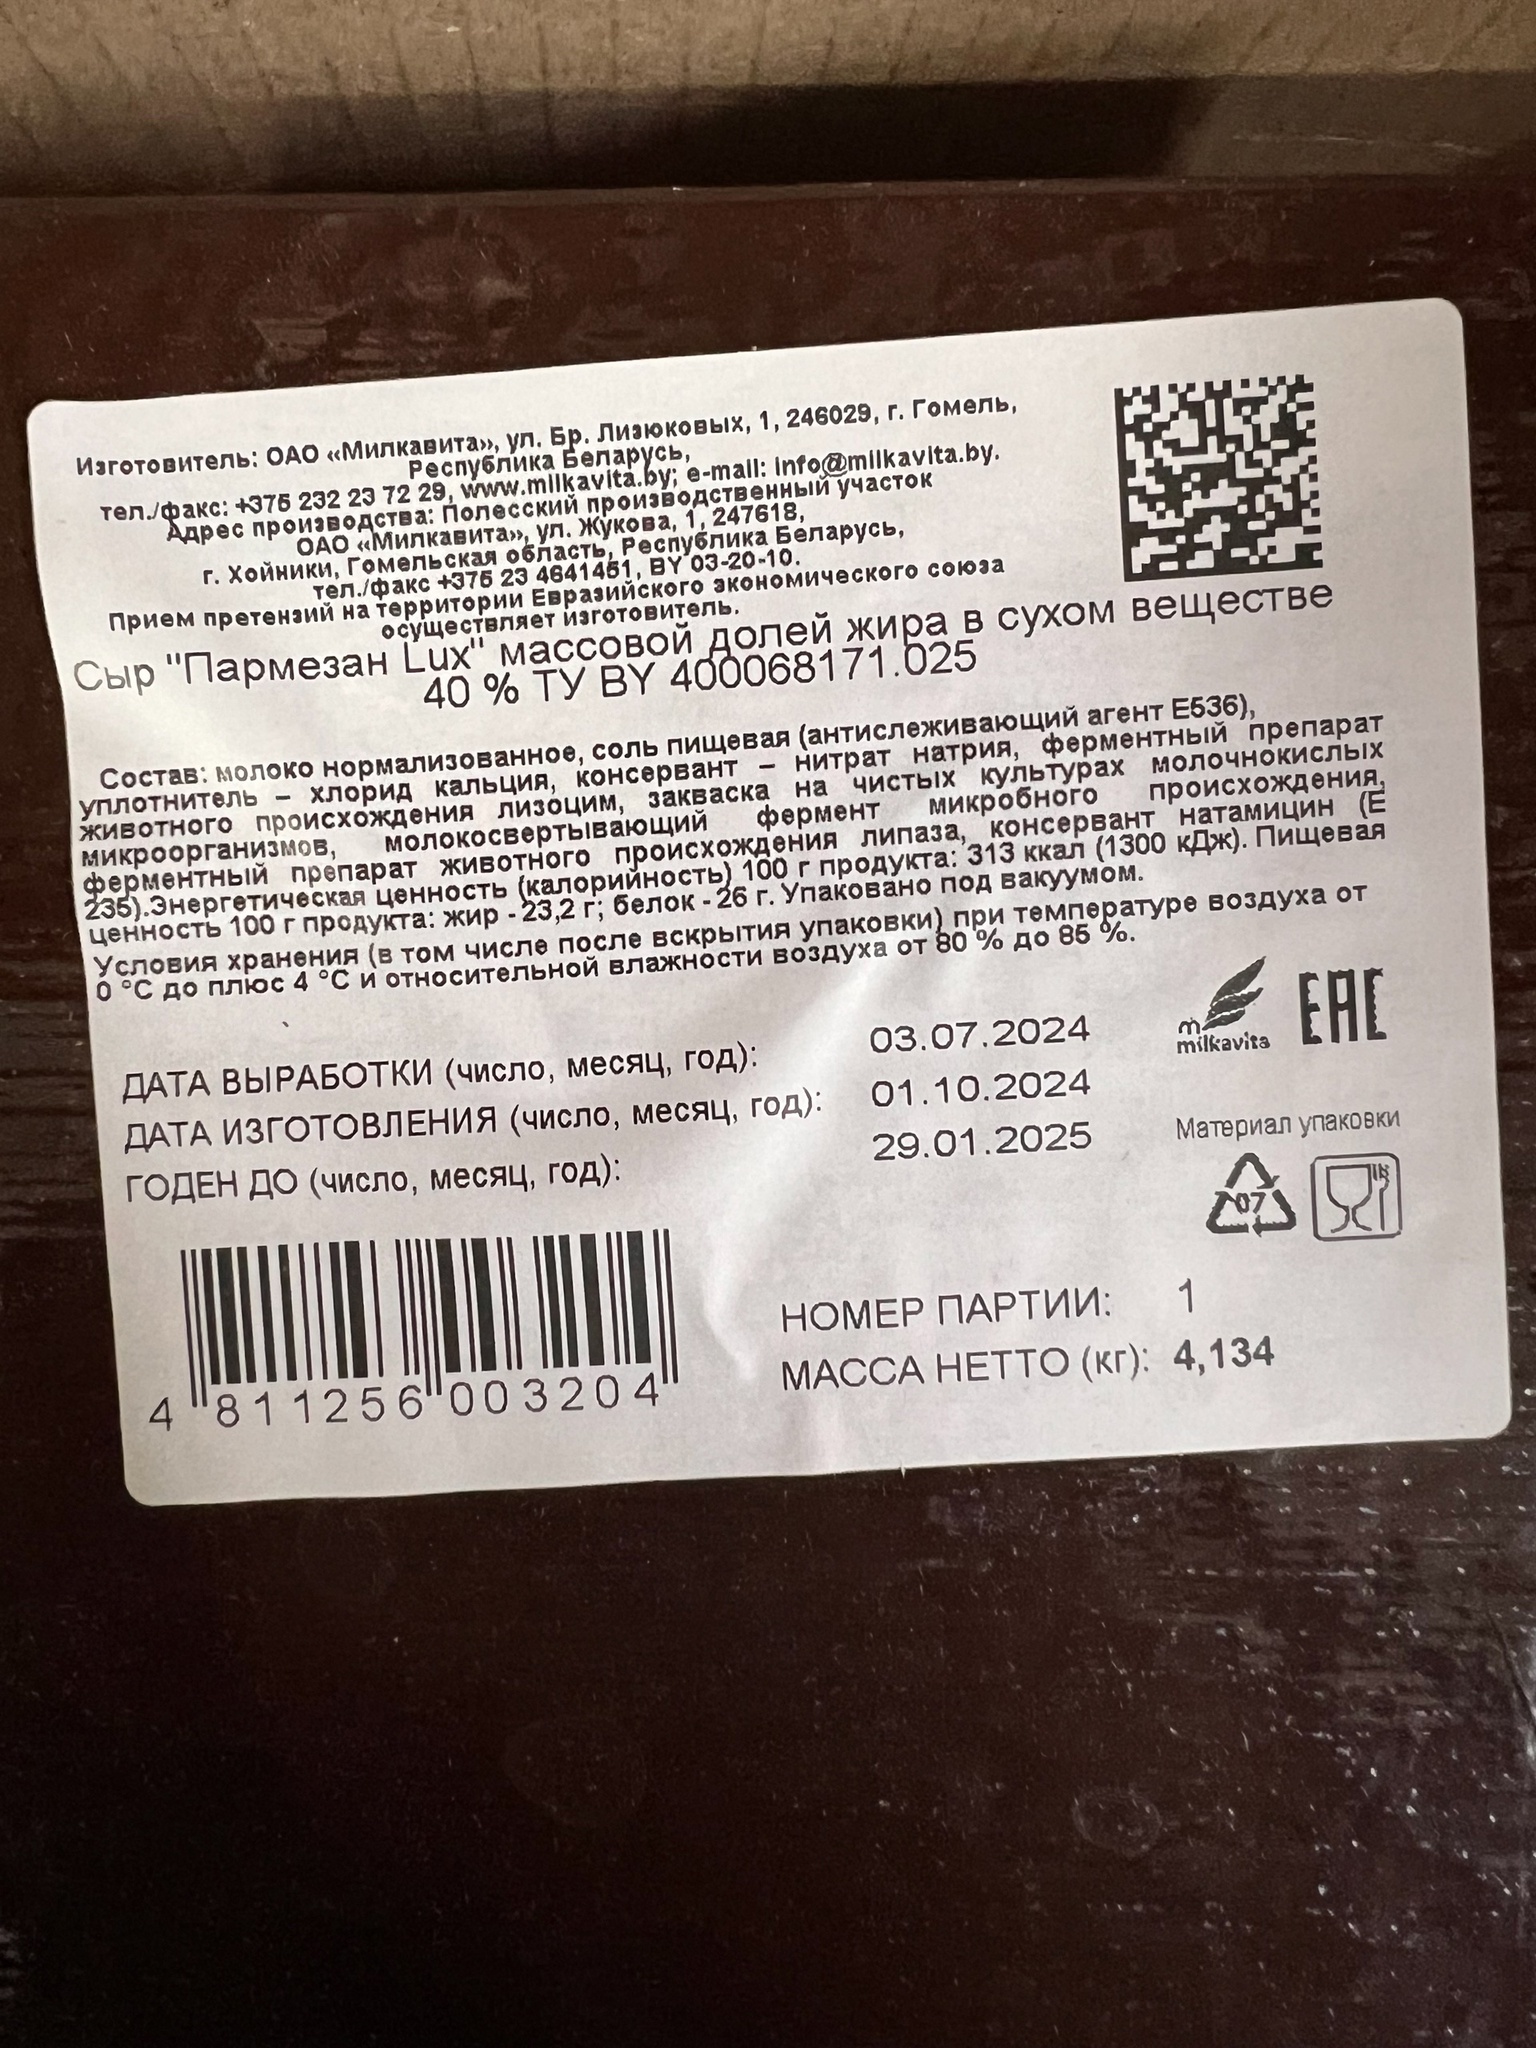 Изготовитель: ОАО «Милкавита», ул. Бр. Лизюковых, 1, 246029, г. Гомель,
Республика Беларусь,
тел./факс: +375 232 23 72 29, www.milkavita.by; e-mail: info@milkavita.by.
Адрес производства: Полесский производственный участок
ОАО «Милкавита», ул. Жукова, 1, 247618,
г. Хойники, Гомельская область, Республика Беларусь,
тел./факс +375 23 4641451, BY 03-20-10.
Прием претензий на территории Евразийского экономического союза
осуществляет изготовитель.
Сыр "Пармезан Lux" массовой долей жира в сухом веществе
40 % ТУ BY 400068171.025
Состав: молоко нормализованное, соль пищевая (антислеживающий агент Е536),
уплотнитель – хлорид кальция, консервант – нитрат натрия, ферментный препарат
животного происхождения лизоцим, закваска на чистых культурах молочнокислых
микроорганизмов, молокосвертывающий фермент микробного происхождения,
ферментный препарат животного происхождения липаза, консервант натамицин (Е
235).Энергетическая ценность (калорийность) 100 г продукта: 313 ккал (1300 кДж). Пищевая
ценность 100 г продукта: жир - 23,2 г; белок - 26 г. Упаковано под вакуумом.
Условия хранения (в том числе после вскрытия упаковки) при температуре воздуха от
0 °С до плюс 4 °С и относительной влажности воздуха от 80 % до 85 %.
ДАТА ВЫРАБОТКИ (число, месяц, год): 03.07.2024
ДАТА ИЗГОТОВЛЕНИЯ (число, месяц, год): 01.10.2024
ГОДЕН ДО (число, месяц, год): 29.01.2025
m
milkavita
EAC
Материал упаковки
07
НОМЕР ПАРТИИ: 1
МАССА НЕТТО (кг): 4,134
4 811256 003204